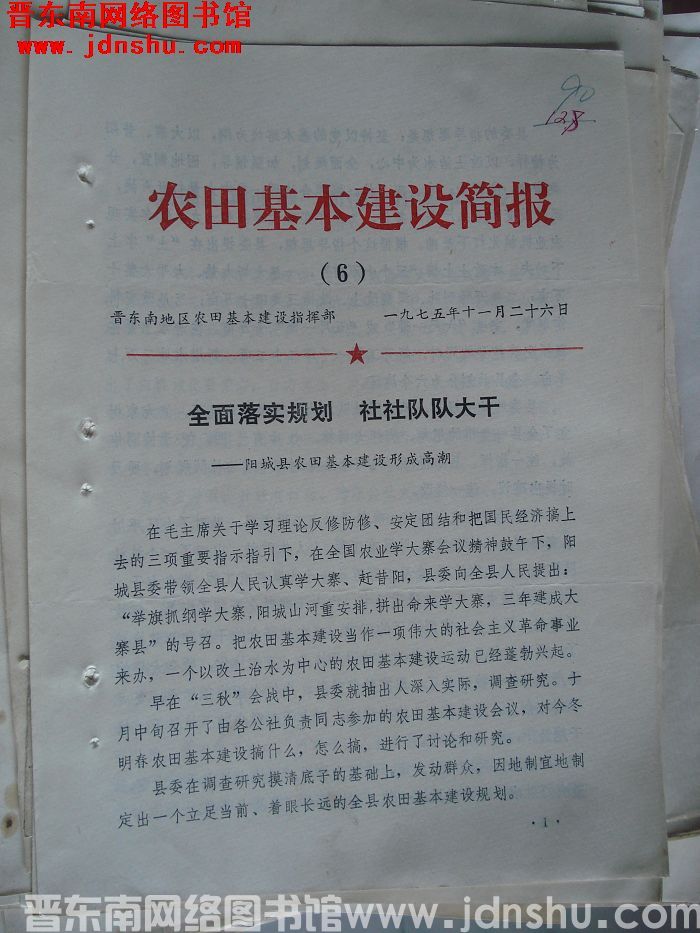 晋东南网络图书馆
www.jdnshu.com
90
128
农田基本建设简报
(6)
晋东南地区农田基本建设指挥部 一九七五年十一月二十六日
全面落实规划 社社队队大干
——阳城县农田基本建设形成高潮
在毛主席关于学习理论反修防修、安定团结和把国民经济搞上
去的三项重要指示指引下，在全国农业学大寨会议精神鼓午下，阳
城县委带领全县人民认真学大寨、赶昔阳，县委向全县人民提出：
“举旗抓纲学大寨，阳城山河重安排，拼出命来学大寨，三年建成大
寨县”的号召。把农田基本建设当作一项伟大的社会主义革命事业
来办，一个以改土治水为中心的农田基本建设运动已经蓬勃兴起。
早在“三秋”会战中，县委就抽出人深入实际，调查研究。十
月中旬召开了由各公社负责同志参加的农田基本建设会议，对今冬
明春农田基本建设搞什么，怎么搞，进行了讨论和研究。
县委在调查研究摸清底子的基础上，发动群众，因地制宜地制
定出一个立足当前、着眼长远的全县农田基本建设规划。
·1·
晋东南网络图书馆www.jdnshu.com